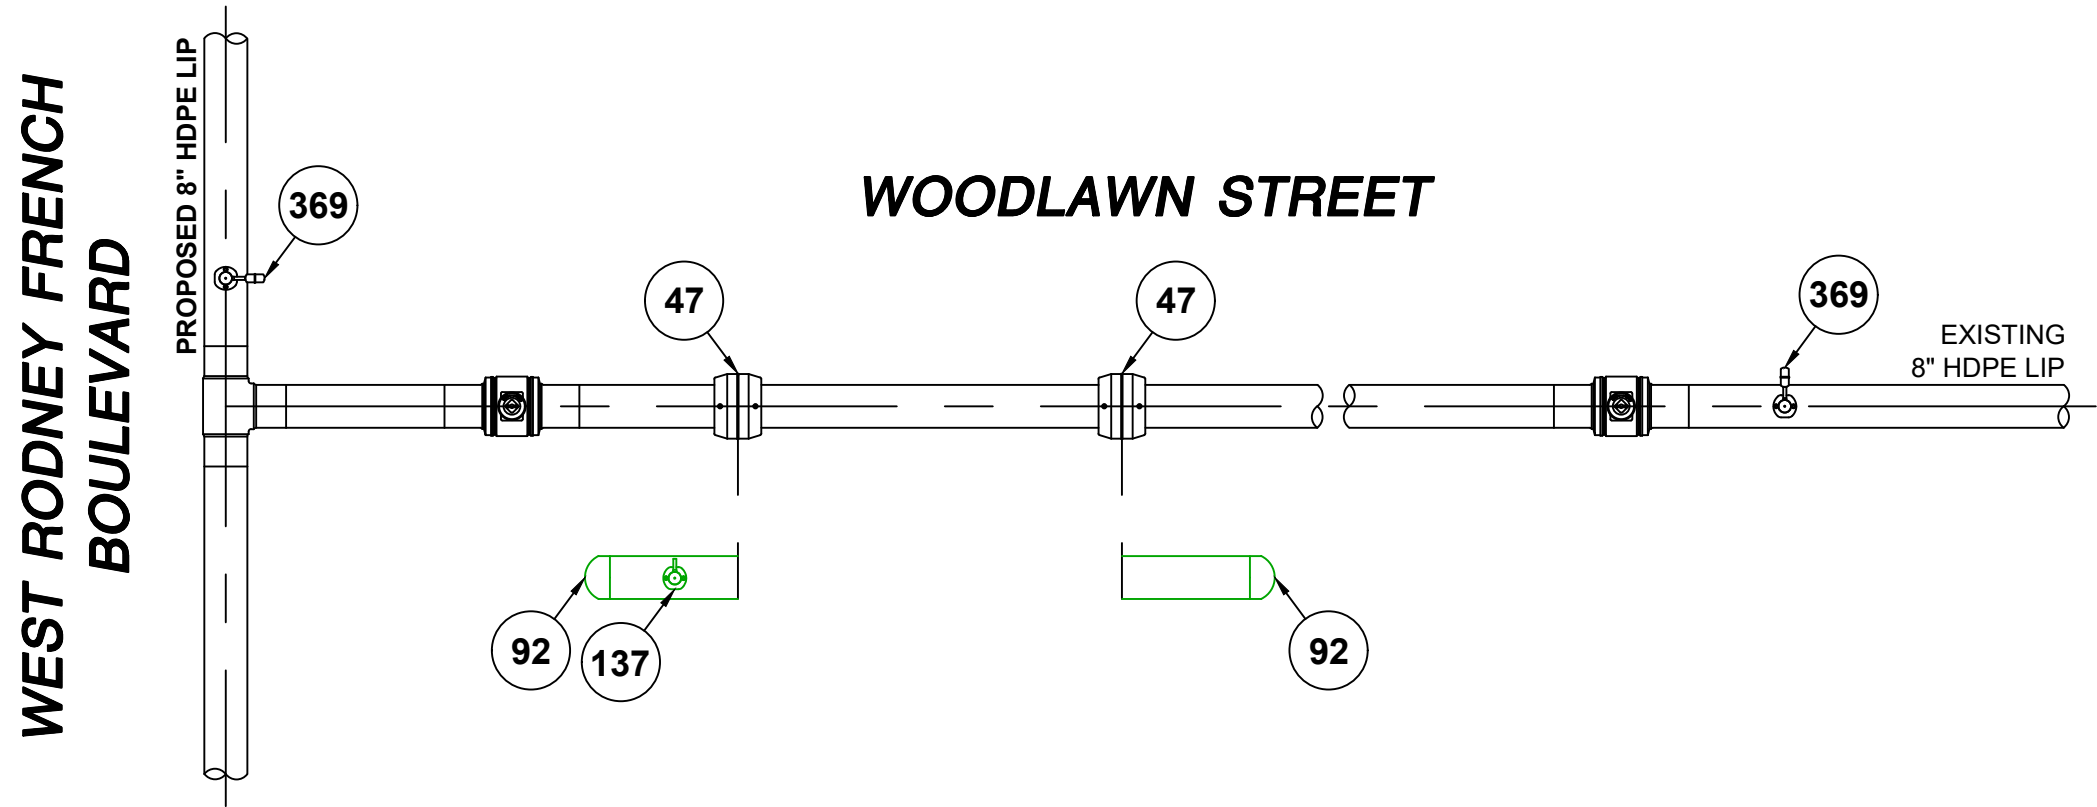 WEST RODNEY FRENCH
BOULEVARD
PROPOSED 8" HDPE LIP
369
WOODLAWN STREET
47
47
369
EXISTING
8" HDPE LIP
92
137
92